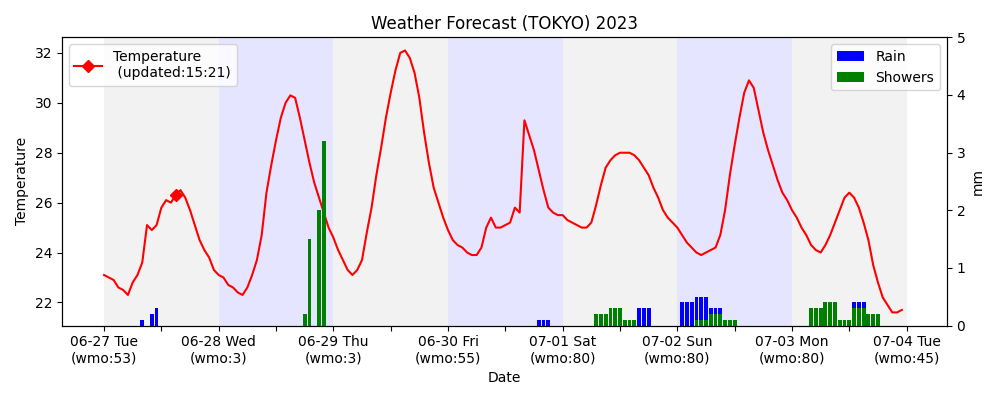 Weather Forecast (TOKYO) 2023
Temperature
(updated:15:21)
Rain
Showers
32
30
28
26
24
22
Temperature
5
4
3
2
1
0
mm
06-27 Tue
(wmo:53)
06-28 Wed
(wmo:3)
06-29 Thu
(wmo:3)
06-30 Fri
(wmo:55)
07-01 Sat
(wmo:80)
07-02 Sun
(wmo:80)
07-03 Mon
(wmo:80)
07-04 Tue
(wmo:45)
Date